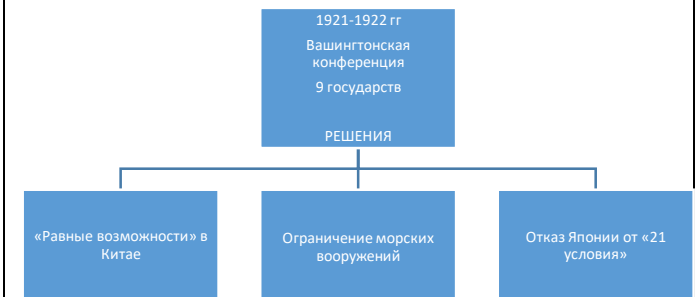 1921-1922 гг
Вашингтонская
конференция
9 государств
РЕШЕНИЯ
«Равные возможности» в
Китае
Ограничение морских
вооружений
Отказ Японии от «21
условия»